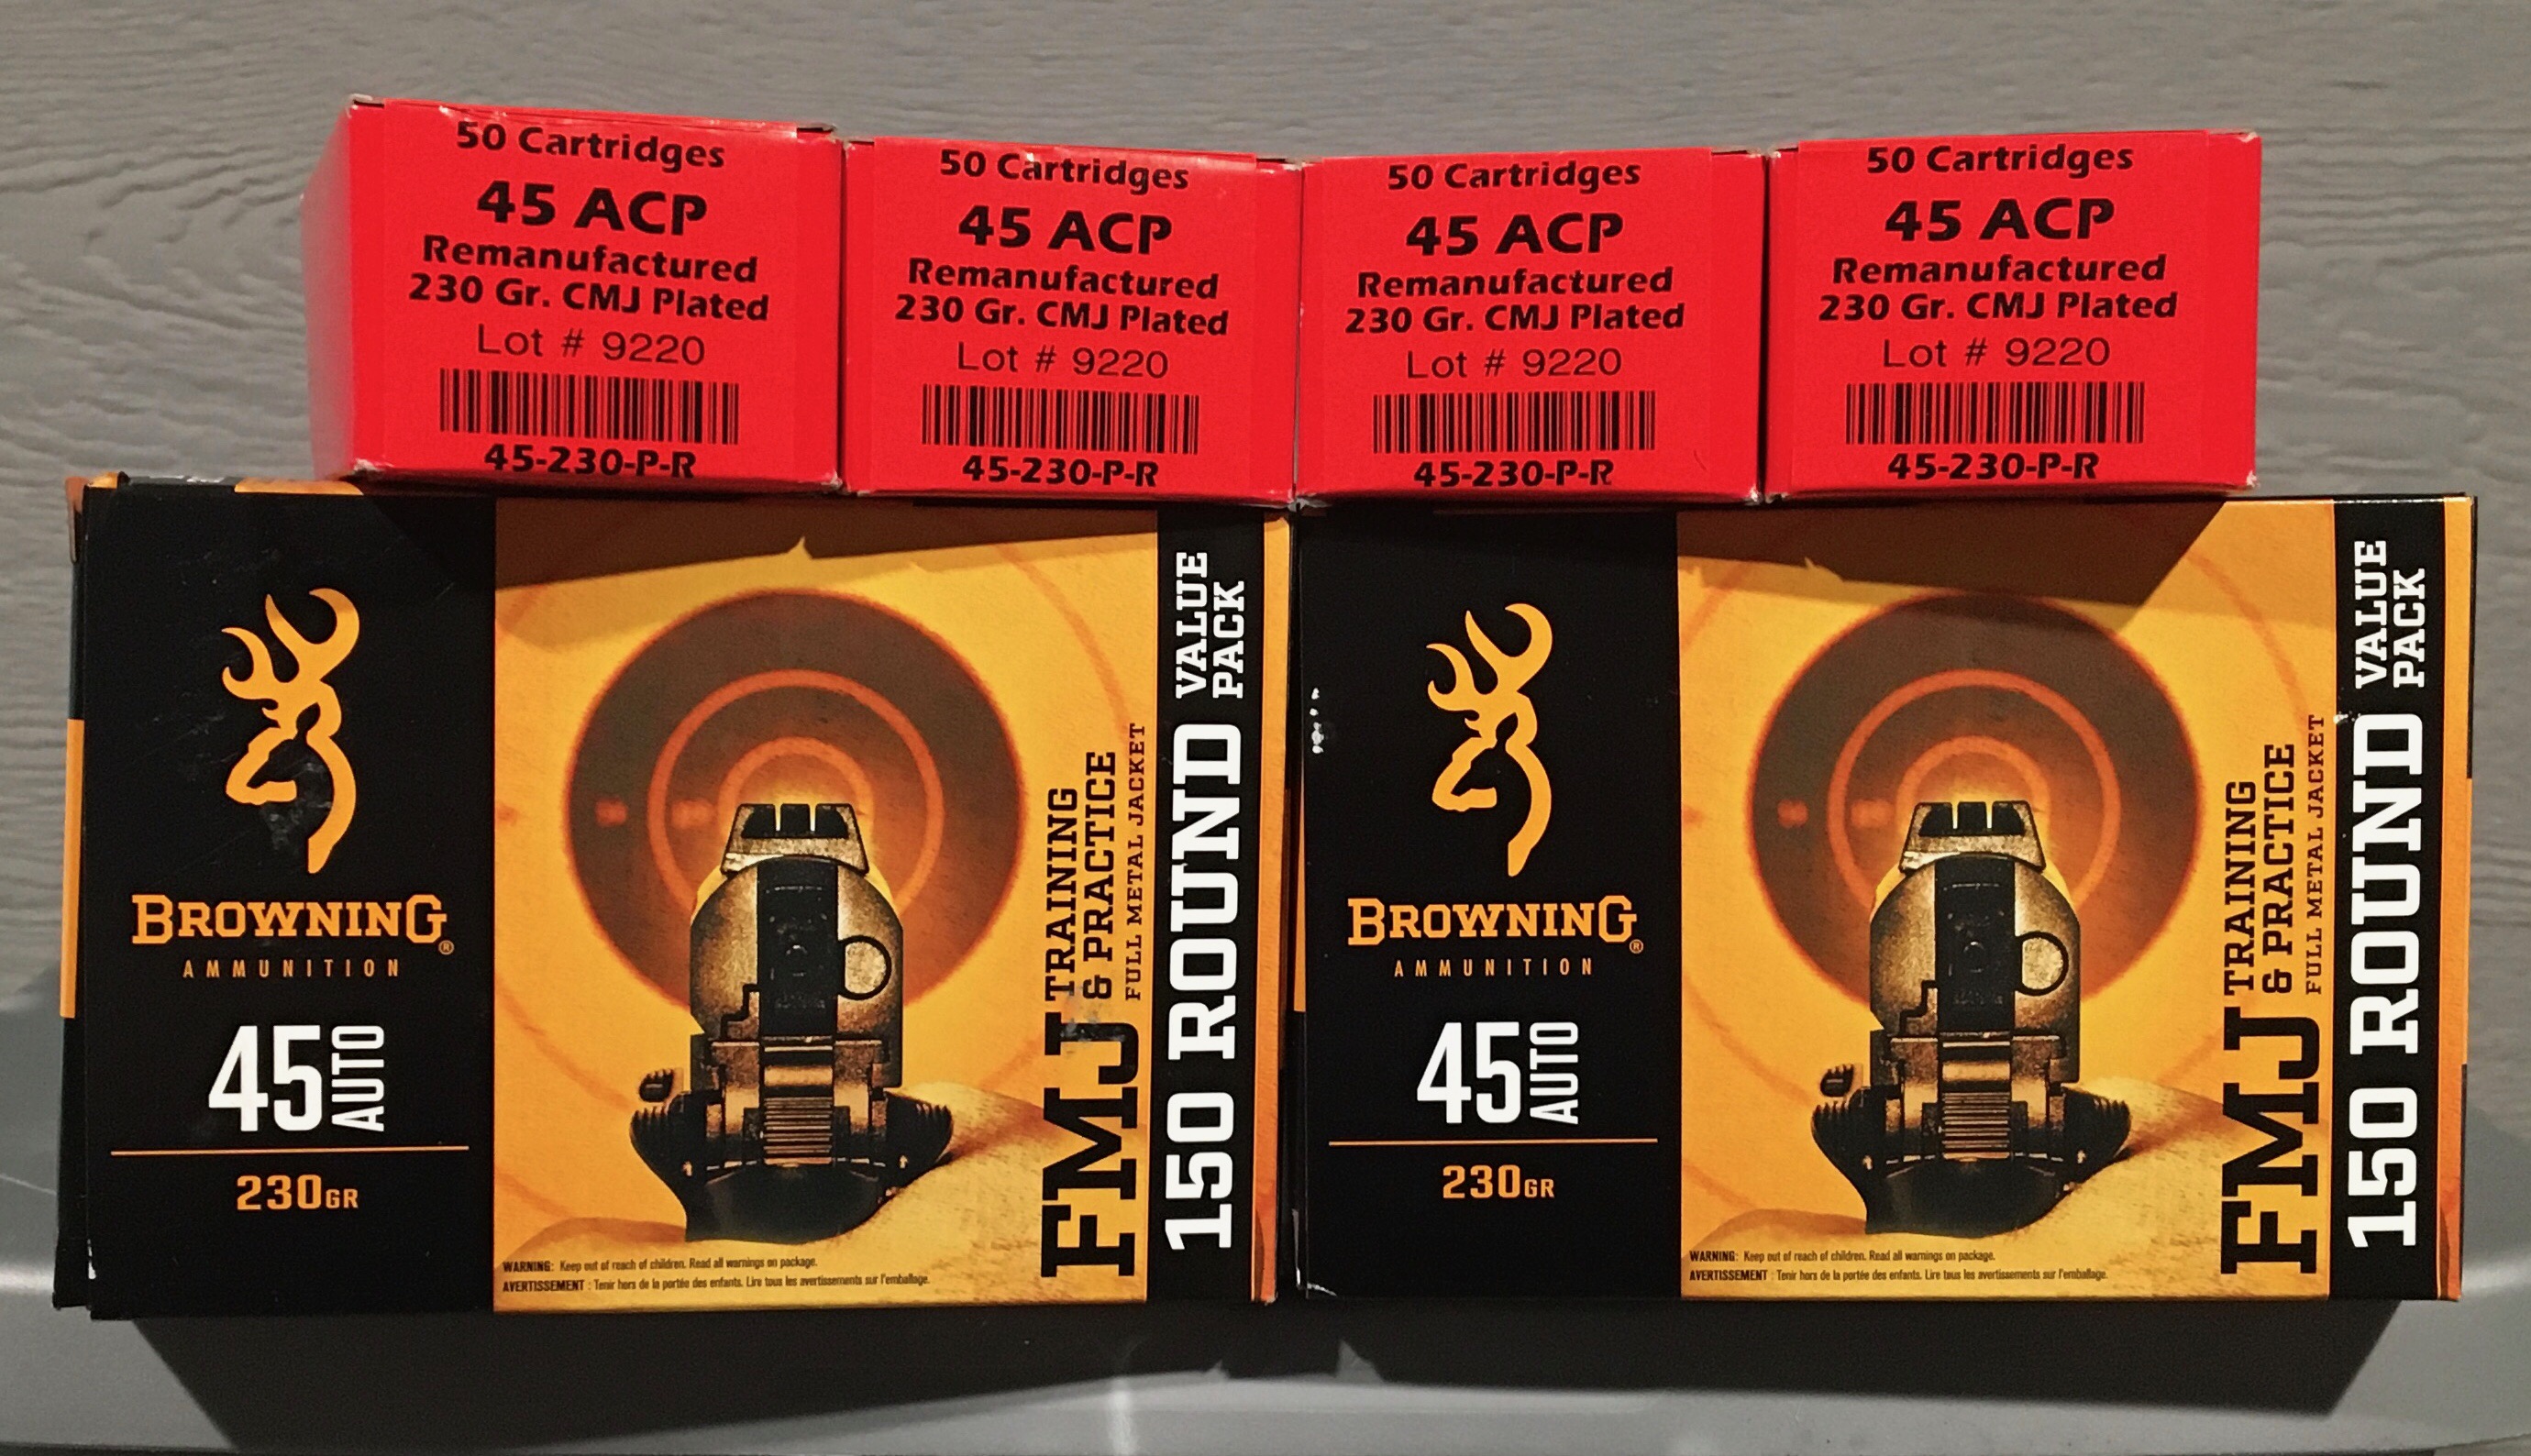 50 Cartridges
45 ACP
Remanufactured
230 Gr. CMJ Plated
Lot # 9220
45-230-P-R
50 Cartridges
45 ACP
Remanufactured
230 Gr. CMJ Plated
Lot # 9220
45-230-P-R
50 Cartridges
45 ACP
Remanufactured
230 Gr. CMJ Plated
Lot # 9220
45-230-P-R
50 Cartridges
45 ACP
Remanufactured
230 Gr. CMJ Plated
Lot # 9220
45-230-P-R
BROWNING®
AMMUNITION
45 AUTO
230GR
FMJ TRAINING & PRACTICE
FULL METAL JACKET
150 ROUND VALUE PACK
WARNING: Keep out of reach of children. Read all warnings on package.
AVERTISSEMENT : Tenir hors de la portée des enfants. Lire tous les avertissements sur l'emballage.
BROWNING®
AMMUNITION
45 AUTO
230GR
FMJ TRAINING & PRACTICE
FULL METAL JACKET
150 ROUND VALUE PACK
WARNING: Keep out of reach of children. Read all warnings on package.
AVERTISSEMENT : Tenir hors de la portée des enfants. Lire tous les avertissements sur l'emballage.